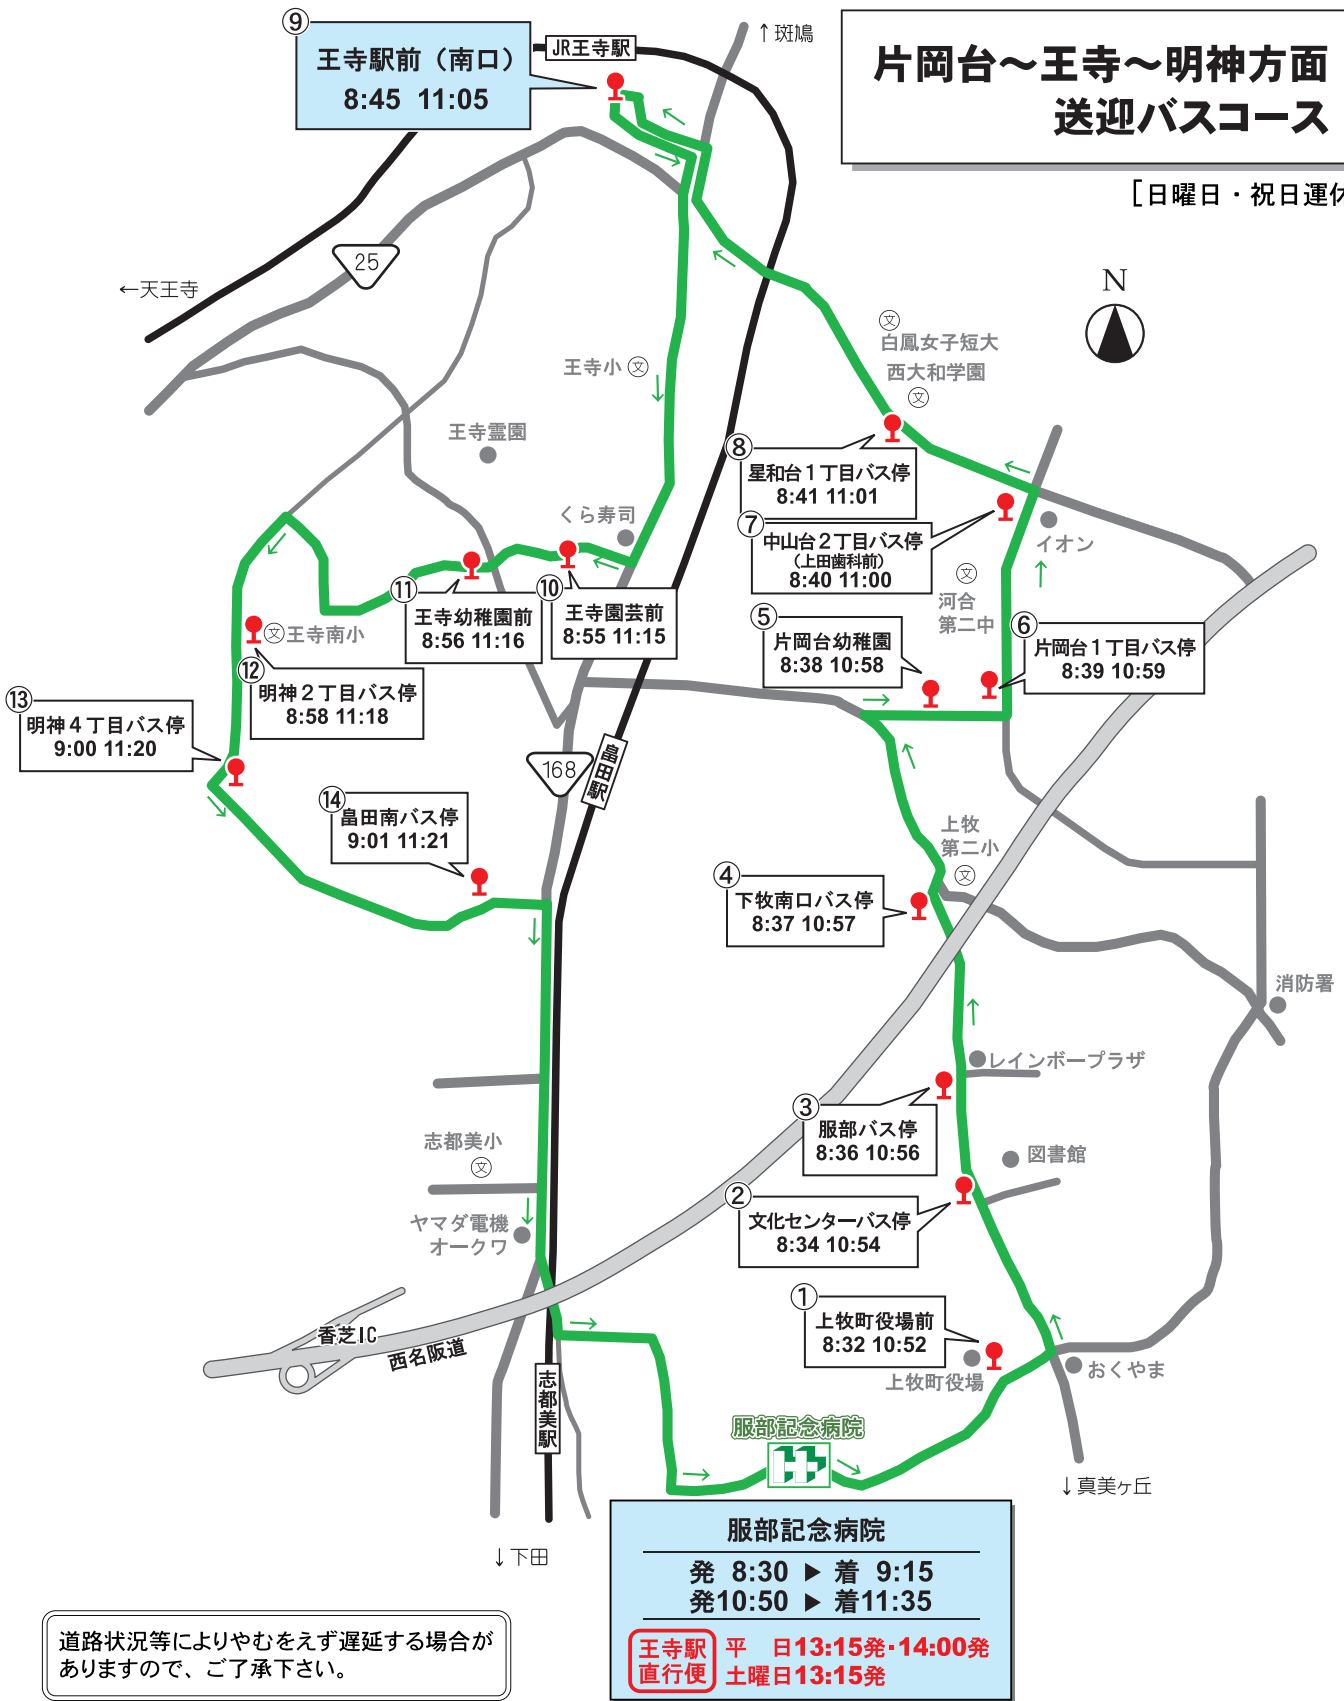 片岡台～王寺～明神方面
送迎バスコース
[日曜日・祝日運休
⑨
王寺駅前（南口）
8:45 11:05
JR王寺駅
↑斑鳩
25
←天王寺
N
文
白鳳女子短大
西大和学園
文
王寺小 文
王寺霊園
⑧
星和台１丁目バス停
8:41 11:01
⑦
中山台２丁目バス停
（上田歯科前）
8:40 11:00
イオン
くら寿司
文
河合
第二中
⑪
王寺幼稚園前
8:56 11:16
⑩
王寺園芸前
8:55 11:15
⑤
片岡台幼稚園
8:38 10:58
⑥
片岡台１丁目バス停
8:39 10:59
文王寺南小
⑫
明神２丁目バス停
8:58 11:18
⑬
明神４丁目バス停
9:00 11:20
168
畠田駅
⑭
畠田南バス停
9:01 11:21
上牧
第二小
文
④
下牧南口バス停
8:37 10:57
消防署
レインボープラザ
③
服部バス停
8:36 10:56
志都美小
文
図書館
②
文化センターバス停
8:34 10:54
ヤマダ電機
オークワ
①
上牧町役場前
8:32 10:52
香芝IC
西名阪道
上牧町役場
おくやま
志都美駅
服部記念病院
↓真美ヶ丘
↓下田
服部記念病院
発 8:30 ▶ 着 9:15
発10:50 ▶ 着11:35
王寺駅
直行便
平　日13:15発・14:00発
土曜日13:15発
道路状況等によりやむをえず遅延する場合が
ありますので、ご了承下さい。